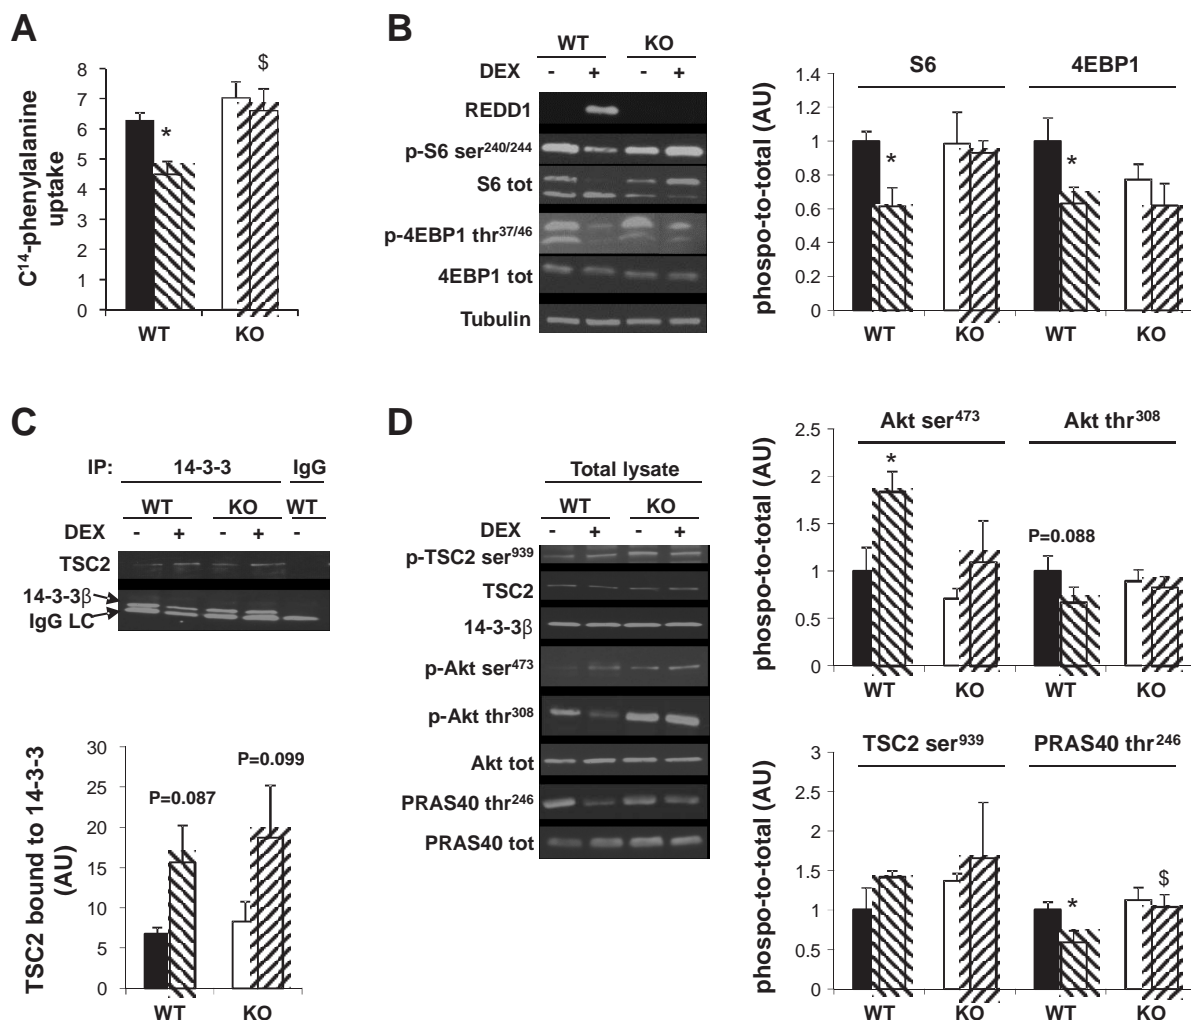 A
C¹⁴-phenylalanine
uptake
8
7
6
5
4
3
2
1
0
*
$
WT KO
B
WT KO
DEX - + - +
REDD1
p-S6 ser²⁴⁰/²⁴⁴
S6 tot
p-4EBP1 thr³⁷/⁴⁶
4EBP1 tot
Tubulin
phospo-to-total (AU)
S6 4EBP1
1.4
1.2
1
0.8
0.6
0.4
0.2
0
* *
WT KO WT KO
C
IP: 14-3-3 IgG
WT KO WT
DEX - + - + -
TSC2
14-3-3β
IgG LC
TSC2 bound to 14-3-3
(AU)
30
25
20
15
10
5
0
P=0.087
P=0.099
WT KO
D
Total lysate
WT KO
DEX - + - +
p-TSC2 ser⁹³⁹
TSC2
14-3-3β
p-Akt ser⁴⁷³
p-Akt thr³⁰⁸
Akt tot
PRAS40 thr²⁴⁶
PRAS40 tot
phospho-to-total (AU)
Akt ser⁴⁷³ Akt thr³⁰⁸
2.5
2
1.5
1
0.5
0
*
P=0.088
WT KO WT KO
phospo-to-total (AU)
TSC2 ser⁹³⁹ PRAS40 thr²⁴⁶
3
2.5
2
1.5
1
0.5
0
* $
WT KO WT KO